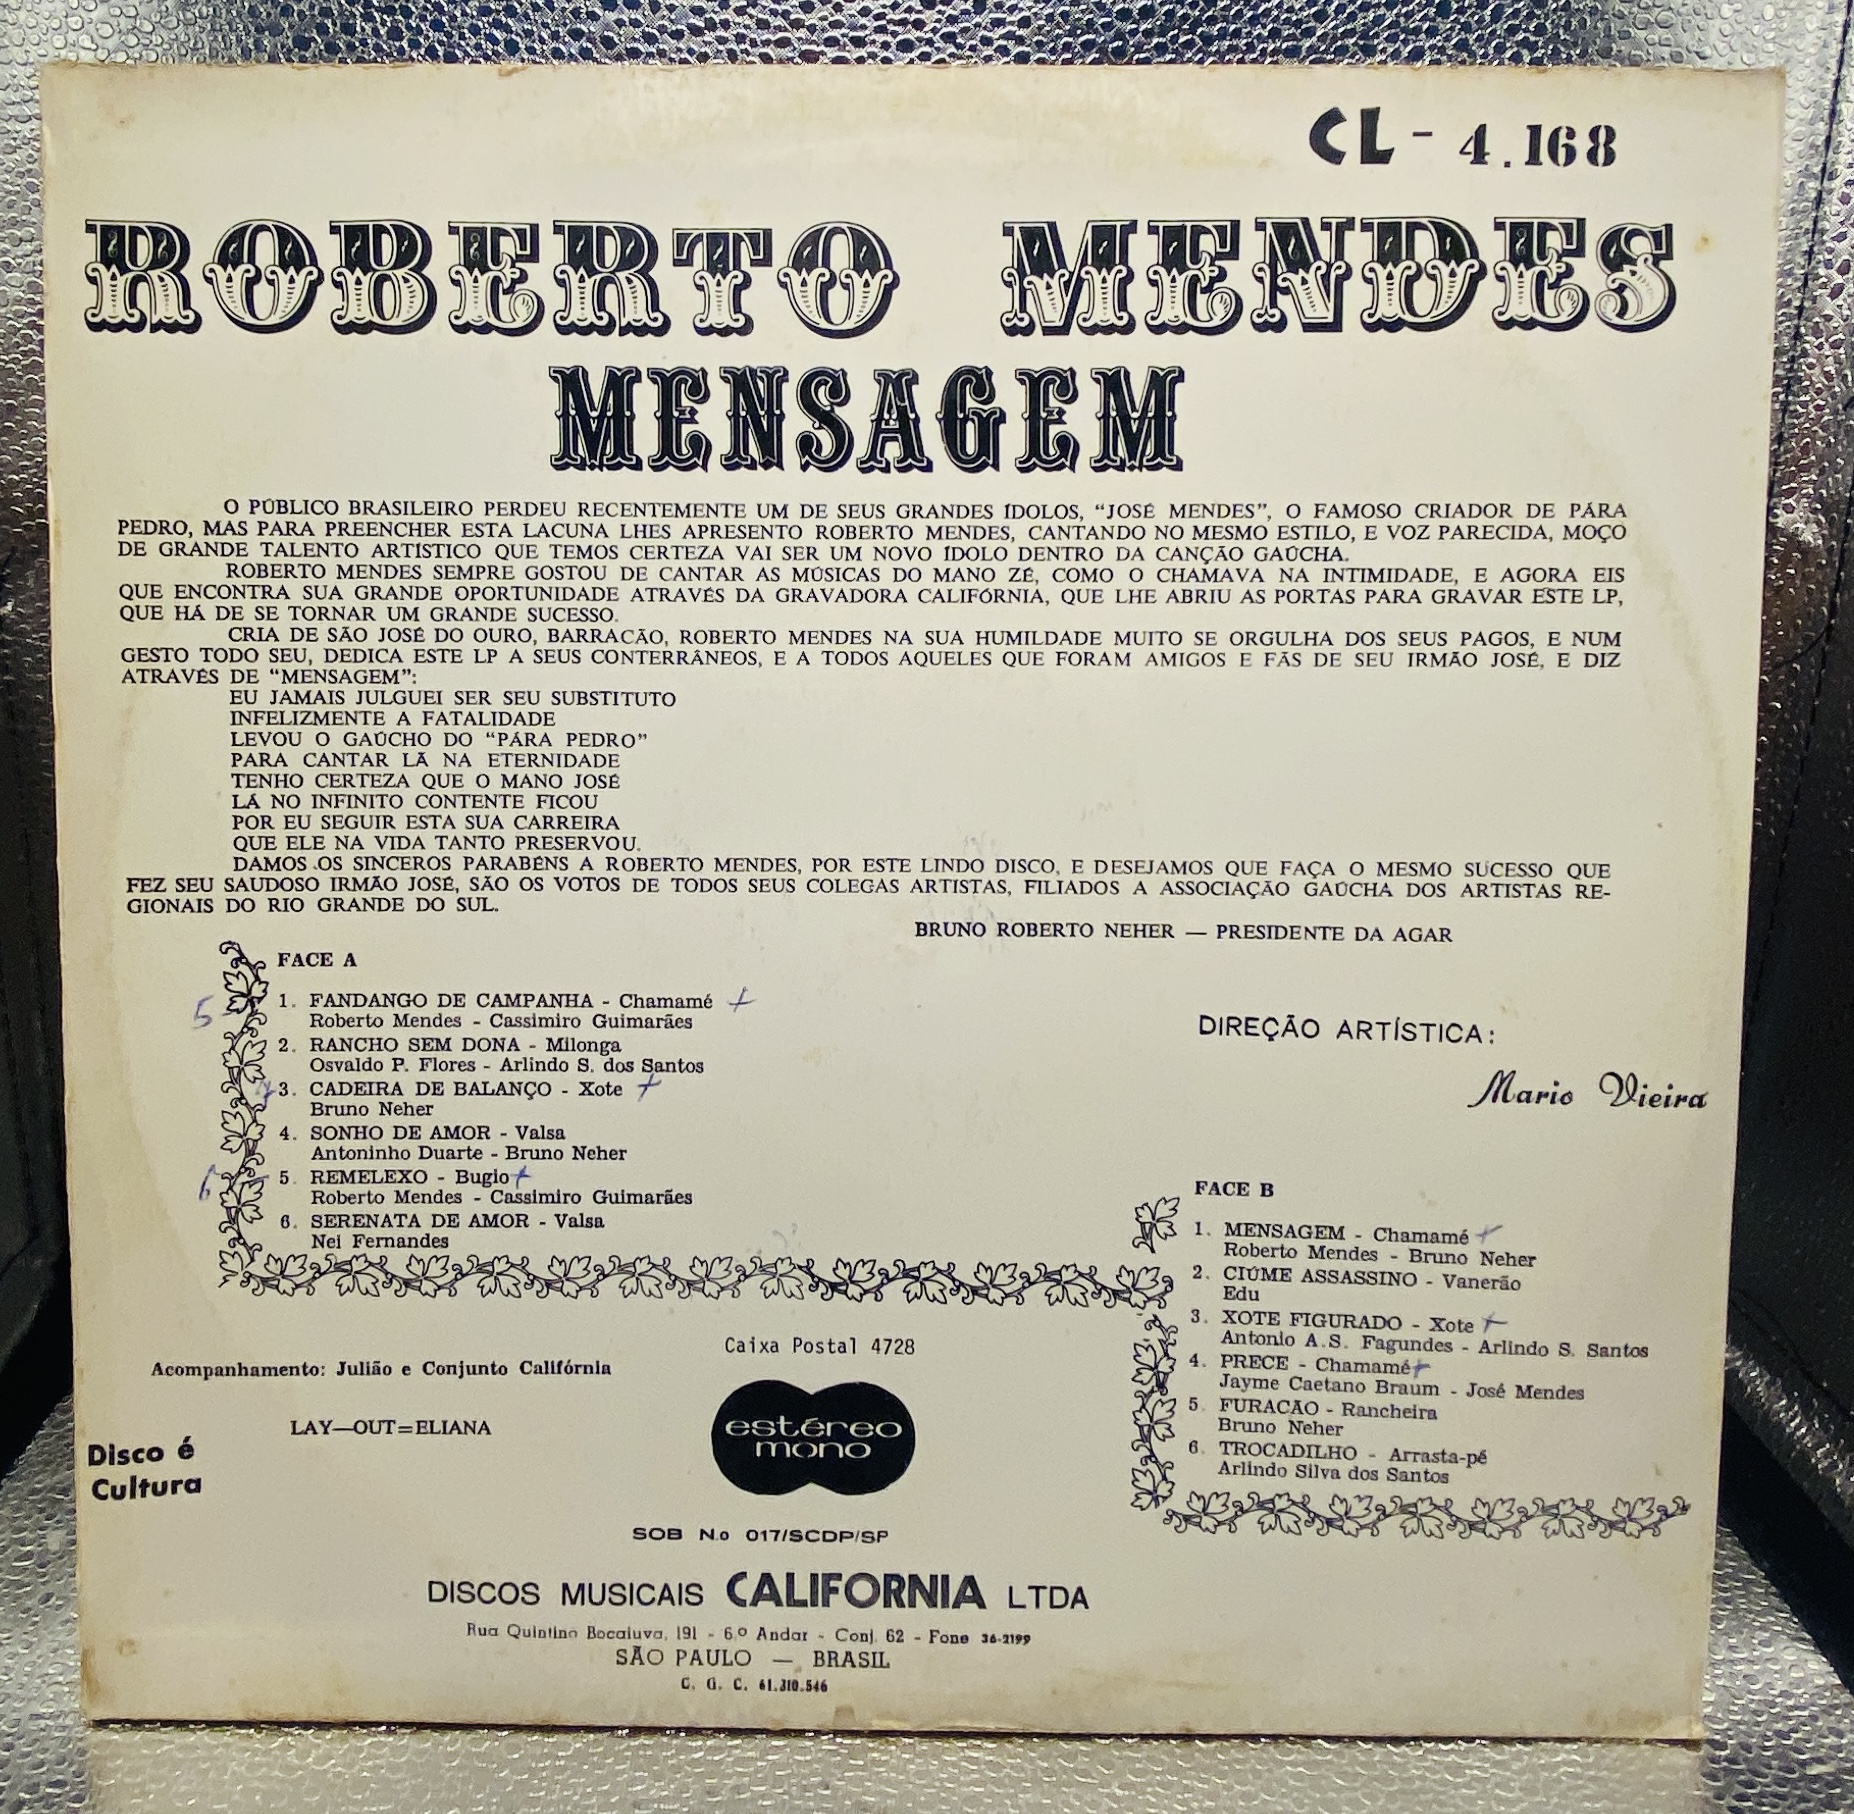 CL - 4.168
ROBERTO MENDES
MENSAGEM
O PÚBLICO BRASILEIRO PERDEU RECENTEMENTE UM DE SEUS GRANDES ÍDOLOS, “JOSÉ MENDES”, O FAMOSO CRIADOR DE PÁRA
PEDRO, MAS PARA PREENCHER ESTA LACUNA LHES APRESENTO ROBERTO MENDES, CANTANDO NO MESMO ESTILO, E VOZ PARECIDA, MOÇO
DE GRANDE TALENTO ARTÍSTICO QUE TEMOS CERTEZA VAI SER UM NOVO ÍDOLO DENTRO DA CANÇÃO GAÚCHA.
ROBERTO MENDES SEMPRE GOSTOU DE CANTAR AS MÚSICAS DO MANO ZÉ, COMO O CHAMAVA NA INTIMIDADE, E AGORA EIS
QUE ENCONTRA SUA GRANDE OPORTUNIDADE ATRAVÉS DA GRAVADORA CALIFÓRNIA, QUE LHE ABRIU AS PORTAS PARA GRAVAR ESTE LP,
QUE HÁ DE SE TORNAR UM GRANDE SUCESSO.
CRIA DE SÃO JOSÉ DO OURO, BARRACÃO, ROBERTO MENDES NA SUA HUMILDADE MUITO SE ORGULHA DOS SEUS PAGOS, E NUM
GESTO TODO SEU, DEDICA ESTE LP A SEUS CONTERRÂNEOS, E A TODOS AQUELES QUE FORAM AMIGOS E FÃS DE SEU IRMÃO JOSÉ, E DIZ
ATRAVÉS DE “MENSAGEM”:
EU JAMAIS JULGUEI SER SEU SUBSTITUTO
INFELIZMENTE A FATALIDADE
LEVOU O GAÚCHO DO “PÁRA PEDRO”
PARA CANTAR LÃ NA ETERNIDADE
TENHO CERTEZA QUE O MANO JOSÉ
LÁ NO INFINITO CONTENTE FICOU
POR EU SEGUIR ESTA SUA CARREIRA
QUE ELE NA VIDA TANTO PRESERVOU.
DAMOS OS SINCEROS PARABÉNS A ROBERTO MENDES, POR ESTE LINDO DISCO, E DESEJAMOS QUE FAÇA O MESMO SUCESSO QUE
FEZ SEU SAUDOSO IRMÃO JOSÉ, SÃO OS VOTOS DE TODOS SEUS COLEGAS ARTISTAS, FILIADOS A ASSOCIAÇÃO GAÚCHA DOS ARTISTAS RE-
GIONAIS DO RIO GRANDE DO SUL.
BRUNO ROBERTO NEHER — PRESIDENTE DA AGAR
FACE A
5 1. FANDANGO DE CAMPANHA - Chamamé +
Roberto Mendes - Cassimiro Guimarães
2. RANCHO SEM DONA - Milonga
Osvaldo P. Flores - Arlindo S. dos Santos
3. CADEIRA DE BALANÇO - Xote +
Bruno Neher
4. SONHO DE AMOR - Valsa
Antoninho Duarte - Bruno Neher
6 5. REMELEXO - Bugio +
Roberto Mendes - Cassimiro Guimarães
6. SERENATA DE AMOR - Valsa
Nei Fernandes
DIREÇÃO ARTÍSTICA:
Mario Vieira
FACE B
1. MENSAGEM - Chamamé +
Roberto Mendes - Bruno Neher
2. CIÚME ASSASSINO - Vanerão
Edu
3. XOTE FIGURADO - Xote +
Antonio A.S. Fagundes - Arlindo S. Santos
4. PRECE - Chamamé +
Jayme Caetano Braum - José Mendes
5. FURACAO - Rancheira
Bruno Neher
6. TROCADILHO - Arrasta-pé
Arlindo Silva dos Santos
Caixa Postal 4728
Acompanhamento: Julião e Conjunto Califórnia
estéreo
mono
LAY—OUT=ELIANA
Disco é
Cultura
SOB N.o 017/SCDP/SP
DISCOS MUSICAIS CALIFORNIA LTDA
Rua Quintino Bocaiuva, 191 - 6.º Andar - Conj. 62 - Fone 36-2199
SÃO PAULO — BRASIL
C. G. C. 61.310.546